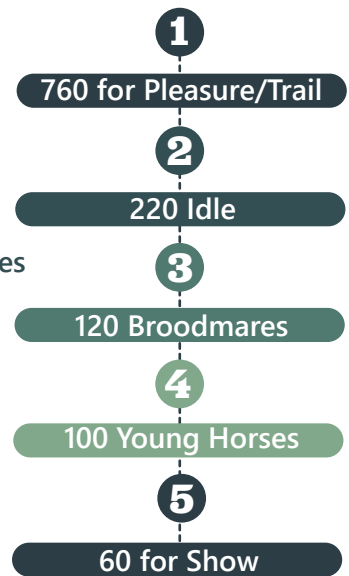 1
760 for Pleasure/Trail
2
220 Idle
3
120 Broodmares
4
100 Young Horses
5
60 for Show